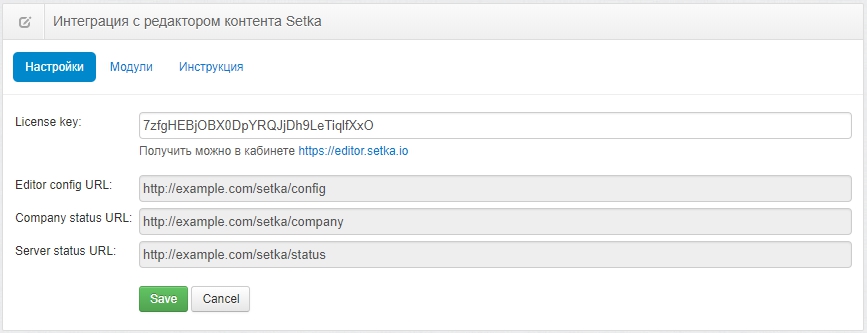 Интеграция с редактором контента Setka
Настройки Модули Инструкция
License key: 7zfgHEBjOBX0DpYRQJjDh9LeTiqlfXxO
Получить можно в кабинете https://editor.setka.io
Editor config URL: http://example.com/setka/config
Company status URL: http://example.com/setka/company
Server status URL: http://example.com/setka/status
Save Cancel